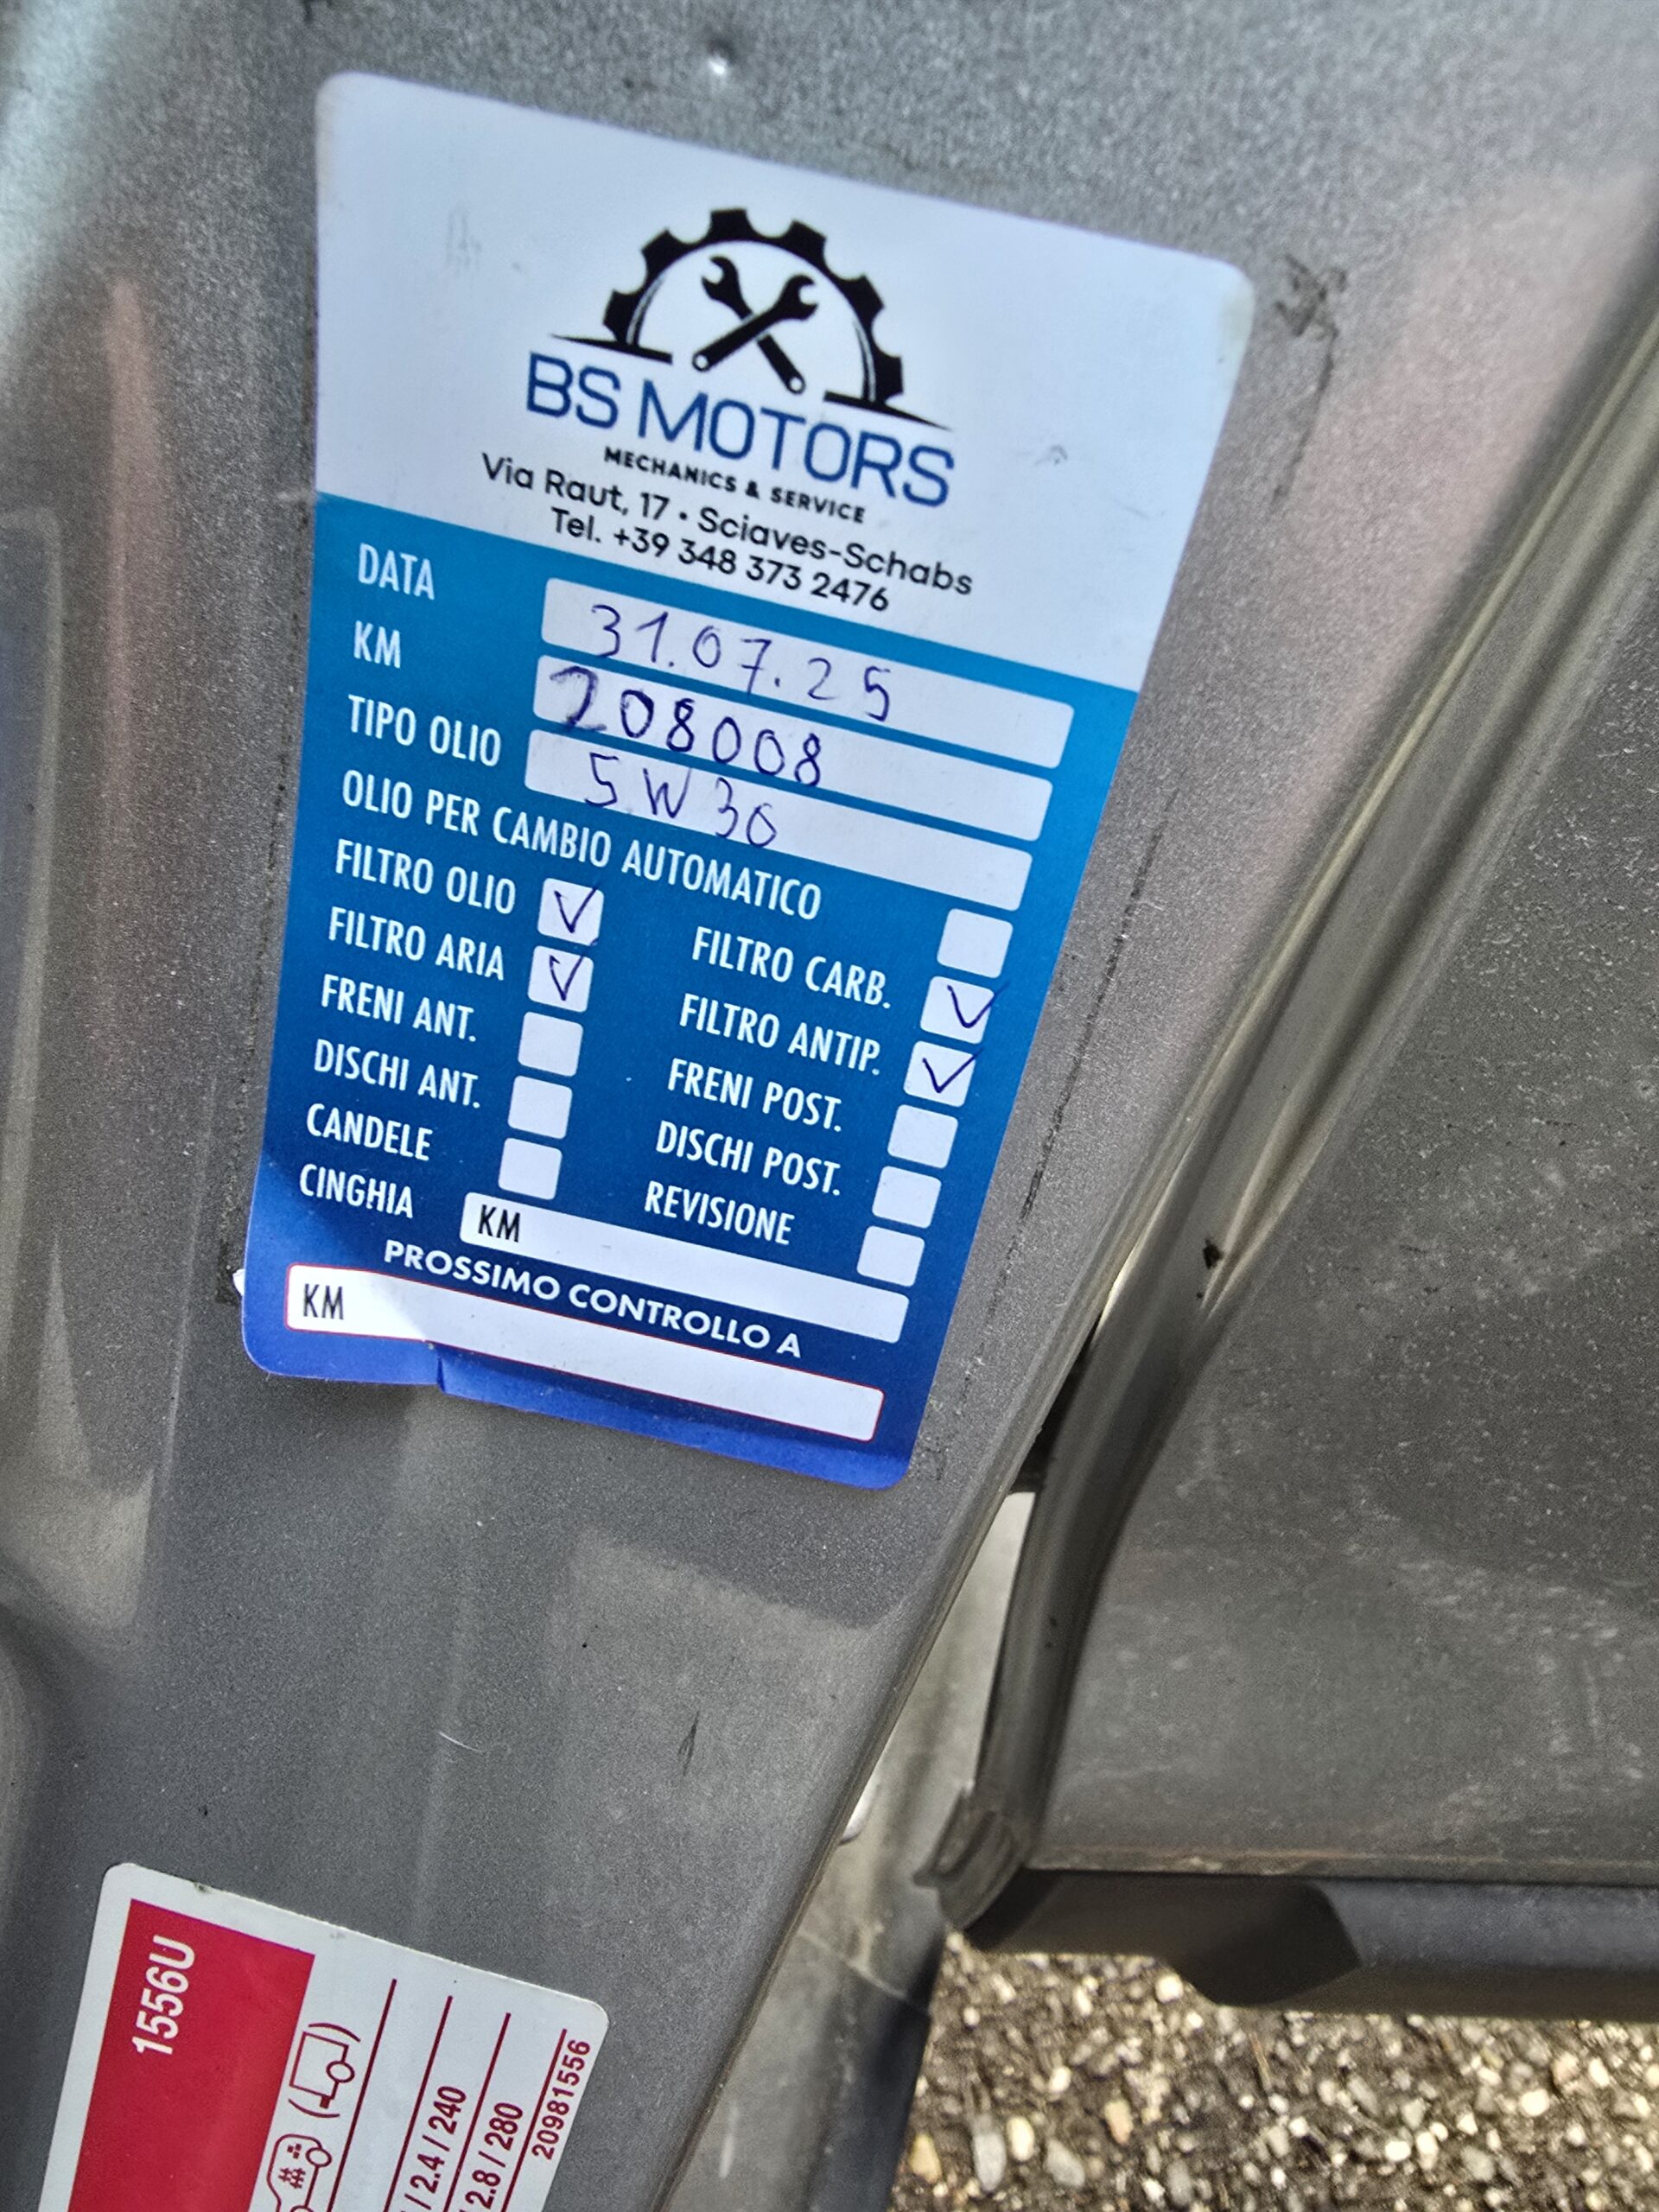 BS MOTORS
MECHANICS & SERVICE
Via Raut, 17 • Sciaves-Schabs
Tel. +39 348 373 2476
DATA 31.07.25
KM 208008
TIPO OLIO 5W30
OLIO PER CAMBIO AUTOMATICO
FILTRO OLIO ✓ FILTRO CARB. ✓
FILTRO ARIA ✓ FILTRO ANTIP. ✓
FRENI ANT. FRENI POST.
DISCHI ANT. DISCHI POST.
CANDELE REVISIONE
CINGHIA KM
PROSSIMO CONTROLLO A
KM
1556U
/ 2.4 / 240
2.8 / 280
20981556